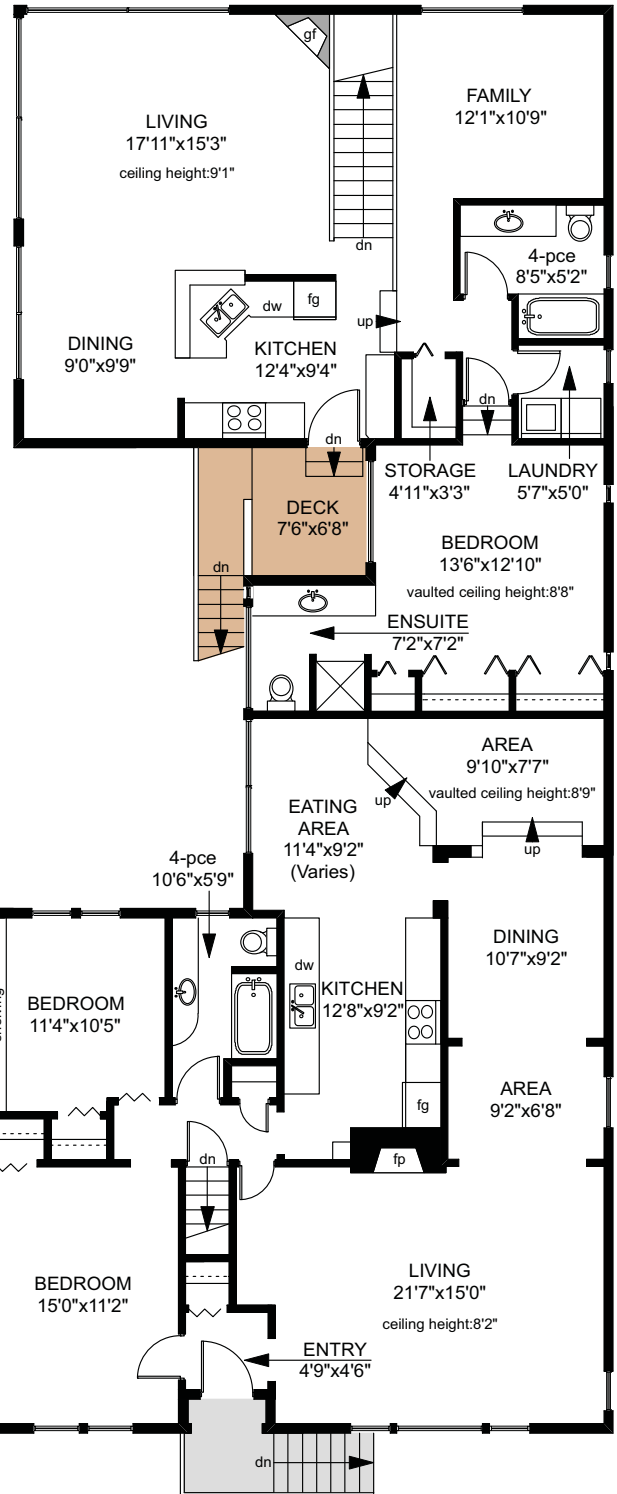 gf
LIVING
17'11"x15'3"
ceiling height:9'1"
FAMILY
12'1"x10'9"
dn
4-pce
8'5"x5'2"
dw
fg
up
DINING
9'0"x9'9"
KITCHEN
12'4"x9'4"
dn
dn
STORAGE
4'11"x3'3"
LAUNDRY
5'7"x5'0"
DECK
7'6"x6'8"
BEDROOM
13'6"x12'10"
vaulted ceiling height:8'8"
dn
ENSUITE
7'2"x7'2"
AREA
9'10"x7'7"
vaulted ceiling height:8'9"
up
EATING
AREA
11'4"x9'2"
(Varies)
up
4-pce
10'6"x5'9"
DINING
10'7"x9'2"
dw
KITCHEN
12'8"x9'2"
BEDROOM
11'4"x10'5"
AREA
9'2"x6'8"
fg
fp
dn
BEDROOM
15'0"x11'2"
LIVING
21'7"x15'0"
ceiling height:8'2"
ENTRY
4'9"x4'6"
dn